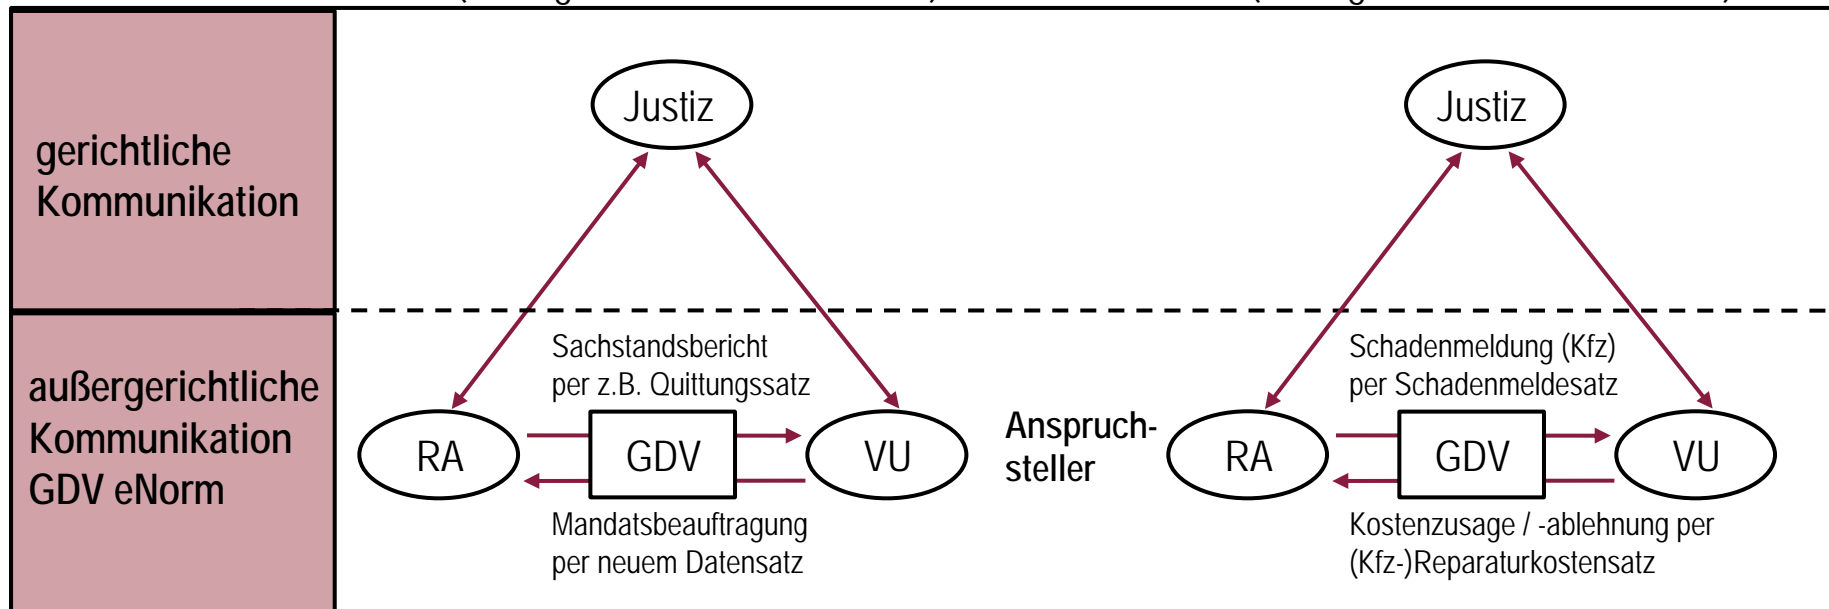 Justiz
Justiz
gerichtliche
Kommunikation
Sachstandsbericht
per z.B. Quittungssatz
Schadenmeldung (Kfz)
per Schadenmeldesatz
außergerichtliche
Kommunikation
GDV eNorm
RA
GDV
VU
Anspruch-
steller
RA
GDV
VU
Mandatsbeauftragung
per neuem Datensatz
Kostenzusage / -ablehnung per
(Kfz-)Reparaturkostensatz